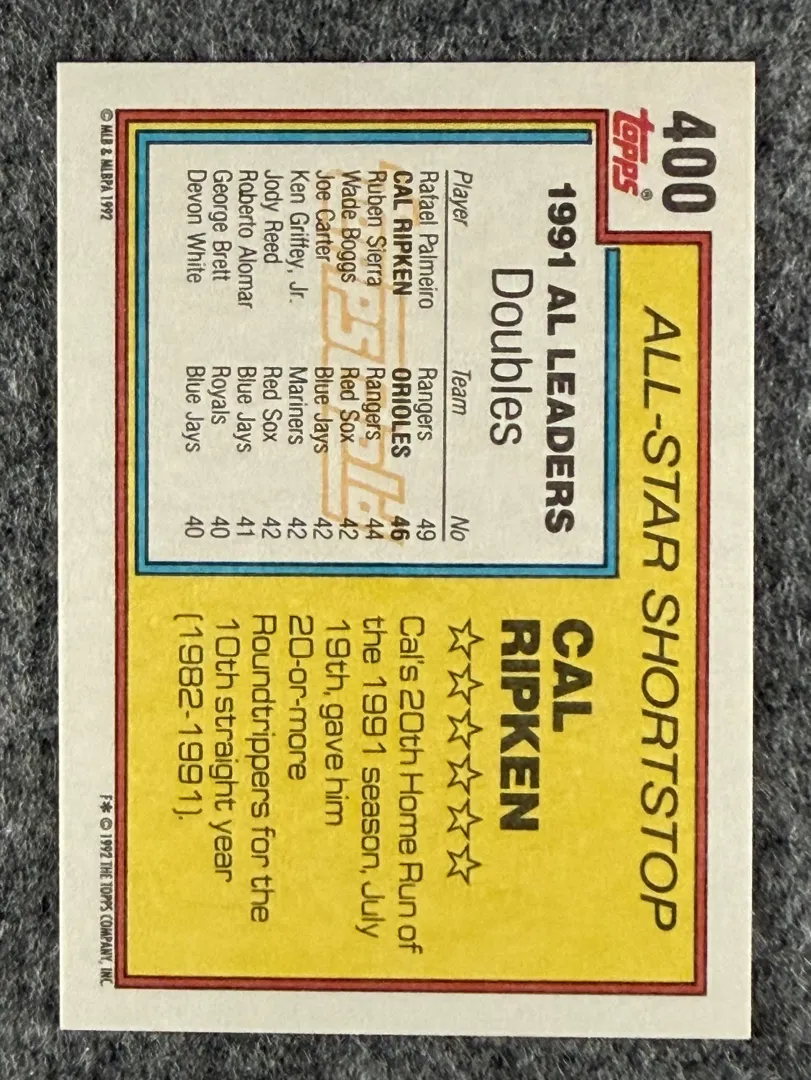 400
topps®
ALL-STAR SHORTSTOP
1991 AL LEADERS
Doubles
Player Team No
Rafael Palmeiro Rangers 49
CAL RIPKEN ORIOLES 46
Ruben Sierra Rangers 44
Wade Boggs Red Sox 42
Joe Carter Blue Jays 42
Ken Griffey, Jr. Mariners 42
Jody Reed Red Sox 42
Roberto Alomar Blue Jays 41
George Brett Royals 40
Devon White Blue Jays 40
Topps Gold
CAL
RIPKEN
☆☆☆☆☆☆
Cal's 20th Home Run of
the 1991 season, July
19th, gave him
20-or-more
Roundtrippers for the
10th straight year
(1982-1991).
© MLB & MLBPA 1992
F* © 1992 THE TOPPS COMPANY, INC.